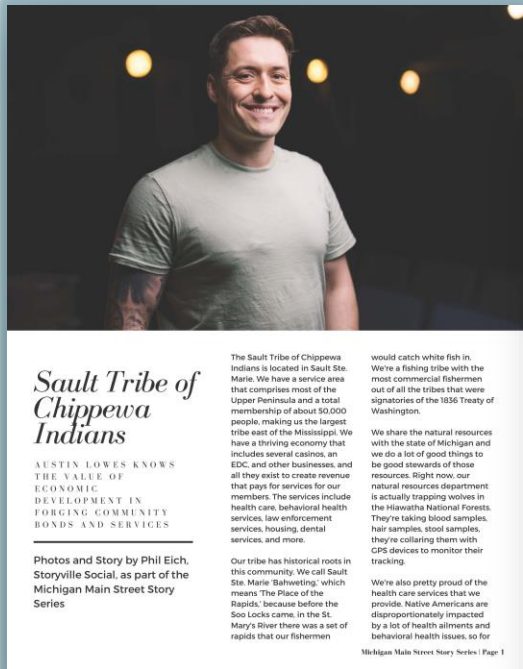 Sault Tribe of
Chippewa
Indians
AUSTIN LOWES KNOWS
THE VALUE OF
ECONOMIC
DEVELOPMENT IN
FORGING COMMUNITY
BONDS AND SERVICES
Photos and Story by Phil Eich,
Storyville Social, as part of the
Michigan Main Street Story
Series
The Sault Tribe of Chippewa
Indians is located in Sault Ste.
Marie. We have a service area
that comprises most of the
Upper Peninsula and a total
membership of about 50,000
people, making us the largest
tribe east of the Mississippi. We
have a thriving economy that
includes several casinos, an
EDC, and other businesses, and
all they exist to create revenue
that pays for services for our
members. The services include
health care, behavioral health
services, law enforcement
services, housing, dental
services, and more.
Our tribe has historical roots in
this community. We call Sault
Ste. Marie 'Bahweting,' which
means 'The Place of the
Rapids,' because before the
Soo Locks came, in the St.
Mary's River there was a set of
rapids that our fishermen
would catch white fish in.
We're a fishing tribe with the
most commercial fishermen
out of all the tribes that were
signatories of the 1836 Treaty of
Washington.
We share the natural resources
with the state of Michigan and
we do a lot of good things to
be good stewards of those
resources. Right now, our
natural resources department
is actually trapping wolves in
the Hiawatha National Forests.
They're taking blood samples,
hair samples, stool samples,
they're collaring them with
GPS devices to monitor their
tracking.
We're also pretty proud of the
health care services that we
provide. Native Americans are
disproportionately impacted
by a lot of health ailments and
behavioral health issues, so for
Michigan Main Street Story Series | Page 1